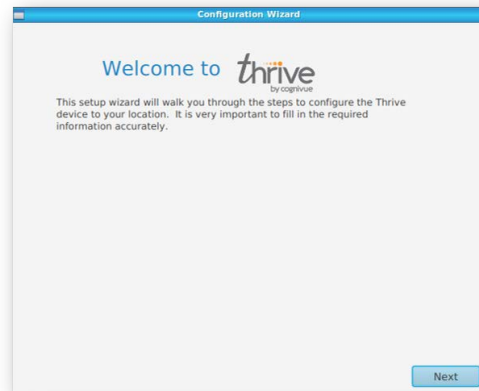 Configuration Wizard
Welcome to thrive
by cognivue
This setup wizard will walk you through the steps to configure the Thrive
device to your location. It is very important to fill in the required
information accurately.
Next